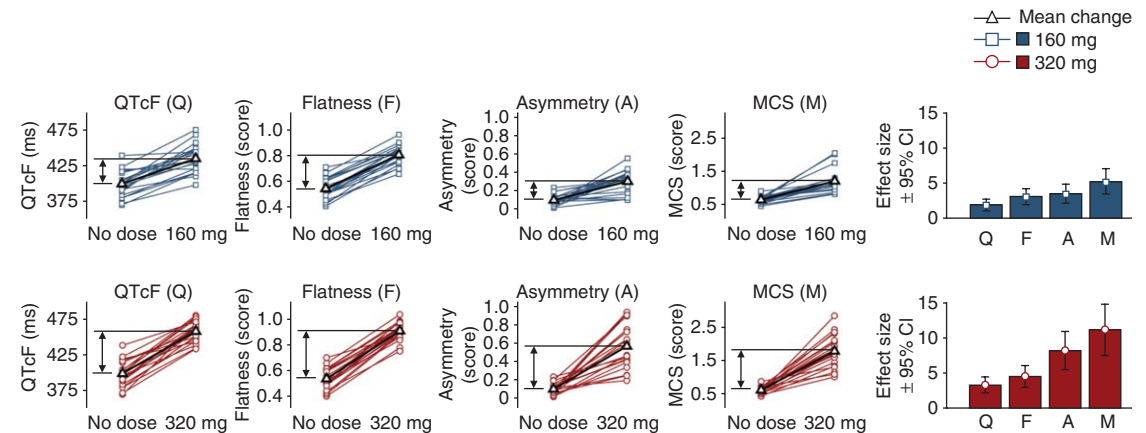 Mean change
160 mg
320 mg
QTcF (Q)
QTcF (ms)
475
425
375
No dose 160 mg
Flatness (F)
Flatness (score)
1.0
0.8
0.6
0.4
No dose 160 mg
Asymmetry (A)
Asymmetry
(score)
1.0
0.8
0.6
0.4
0.2
0
No dose 160 mg
MCS (M)
MCS (score)
2.5
1.5
0.5
No dose 160 mg
Effect size
± 95% CI
15
10
5
0
Q F A M
QTcF (Q)
QTcF (ms)
475
425
375
No dose 320 mg
Flatness (F)
Flatness (score)
1.0
0.8
0.6
0.4
No dose 320 mg
Asymmetry (A)
Asymmetry
(score)
1.0
0.8
0.6
0.4
0.2
0
No dose 320 mg
MCS (M)
MCS (score)
2.5
1.5
0.5
No dose 320 mg
Effect size
± 95% CI
15
10
5
0
Q F A M